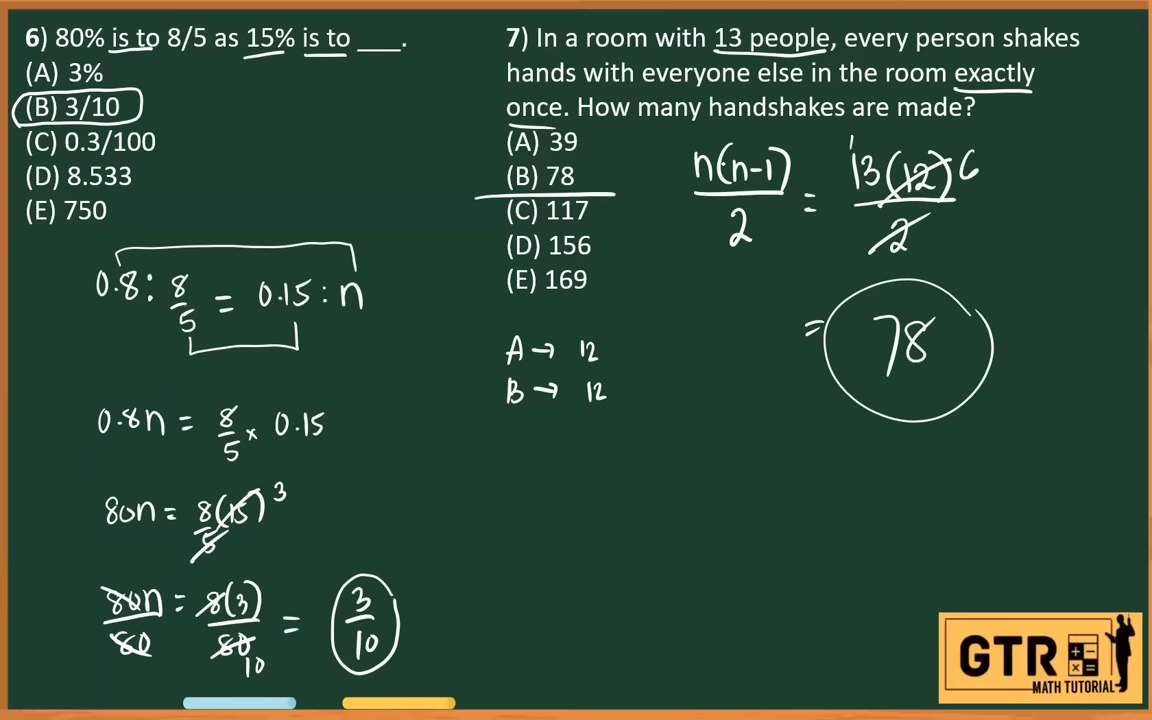 6) 80% is to 8/5 as 15% is to ___.
(A) 3%
(B) 3/10
(C) 0.3/100
(D) 8.533
(E) 750
0.8 : 8/5 = 0.15 : n
0.8n = 8/5 × 0.15
80n = 8(15)/5 3
80n/80 = 8(3)/80 = 3/10
10
7) In a room with 13 people, every person shakes
hands with everyone else in the room exactly
once. How many handshakes are made?
(A) 39
(B) 78
(C) 117
(D) 156
(E) 169
n(n-1)/2 = 13(12)/2 6
= 78
A → 12
B → 12
GTR
MATH TUTORIAL